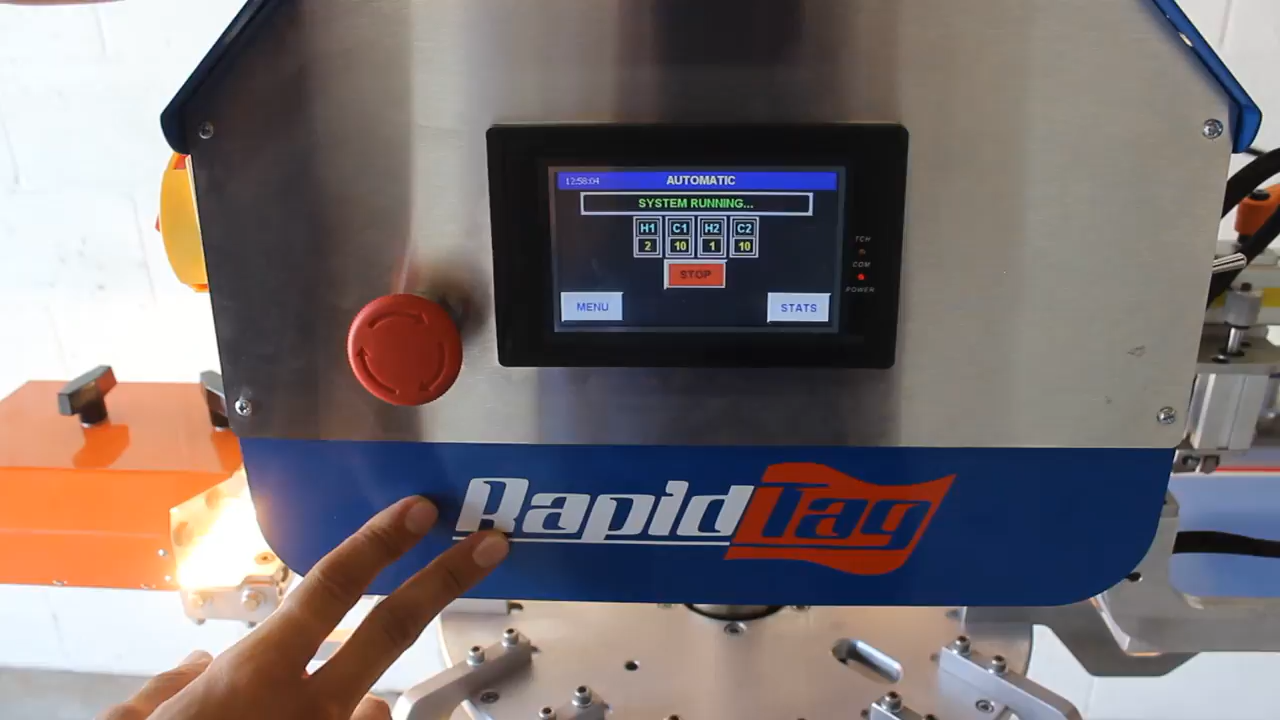 12:58:04 AUTOMATIC
SYSTEM RUNNING...
H1 C1 H2 C2
2 10 1 10
STOP
MENU STATS
TCH
COM
POWER
RapidTag